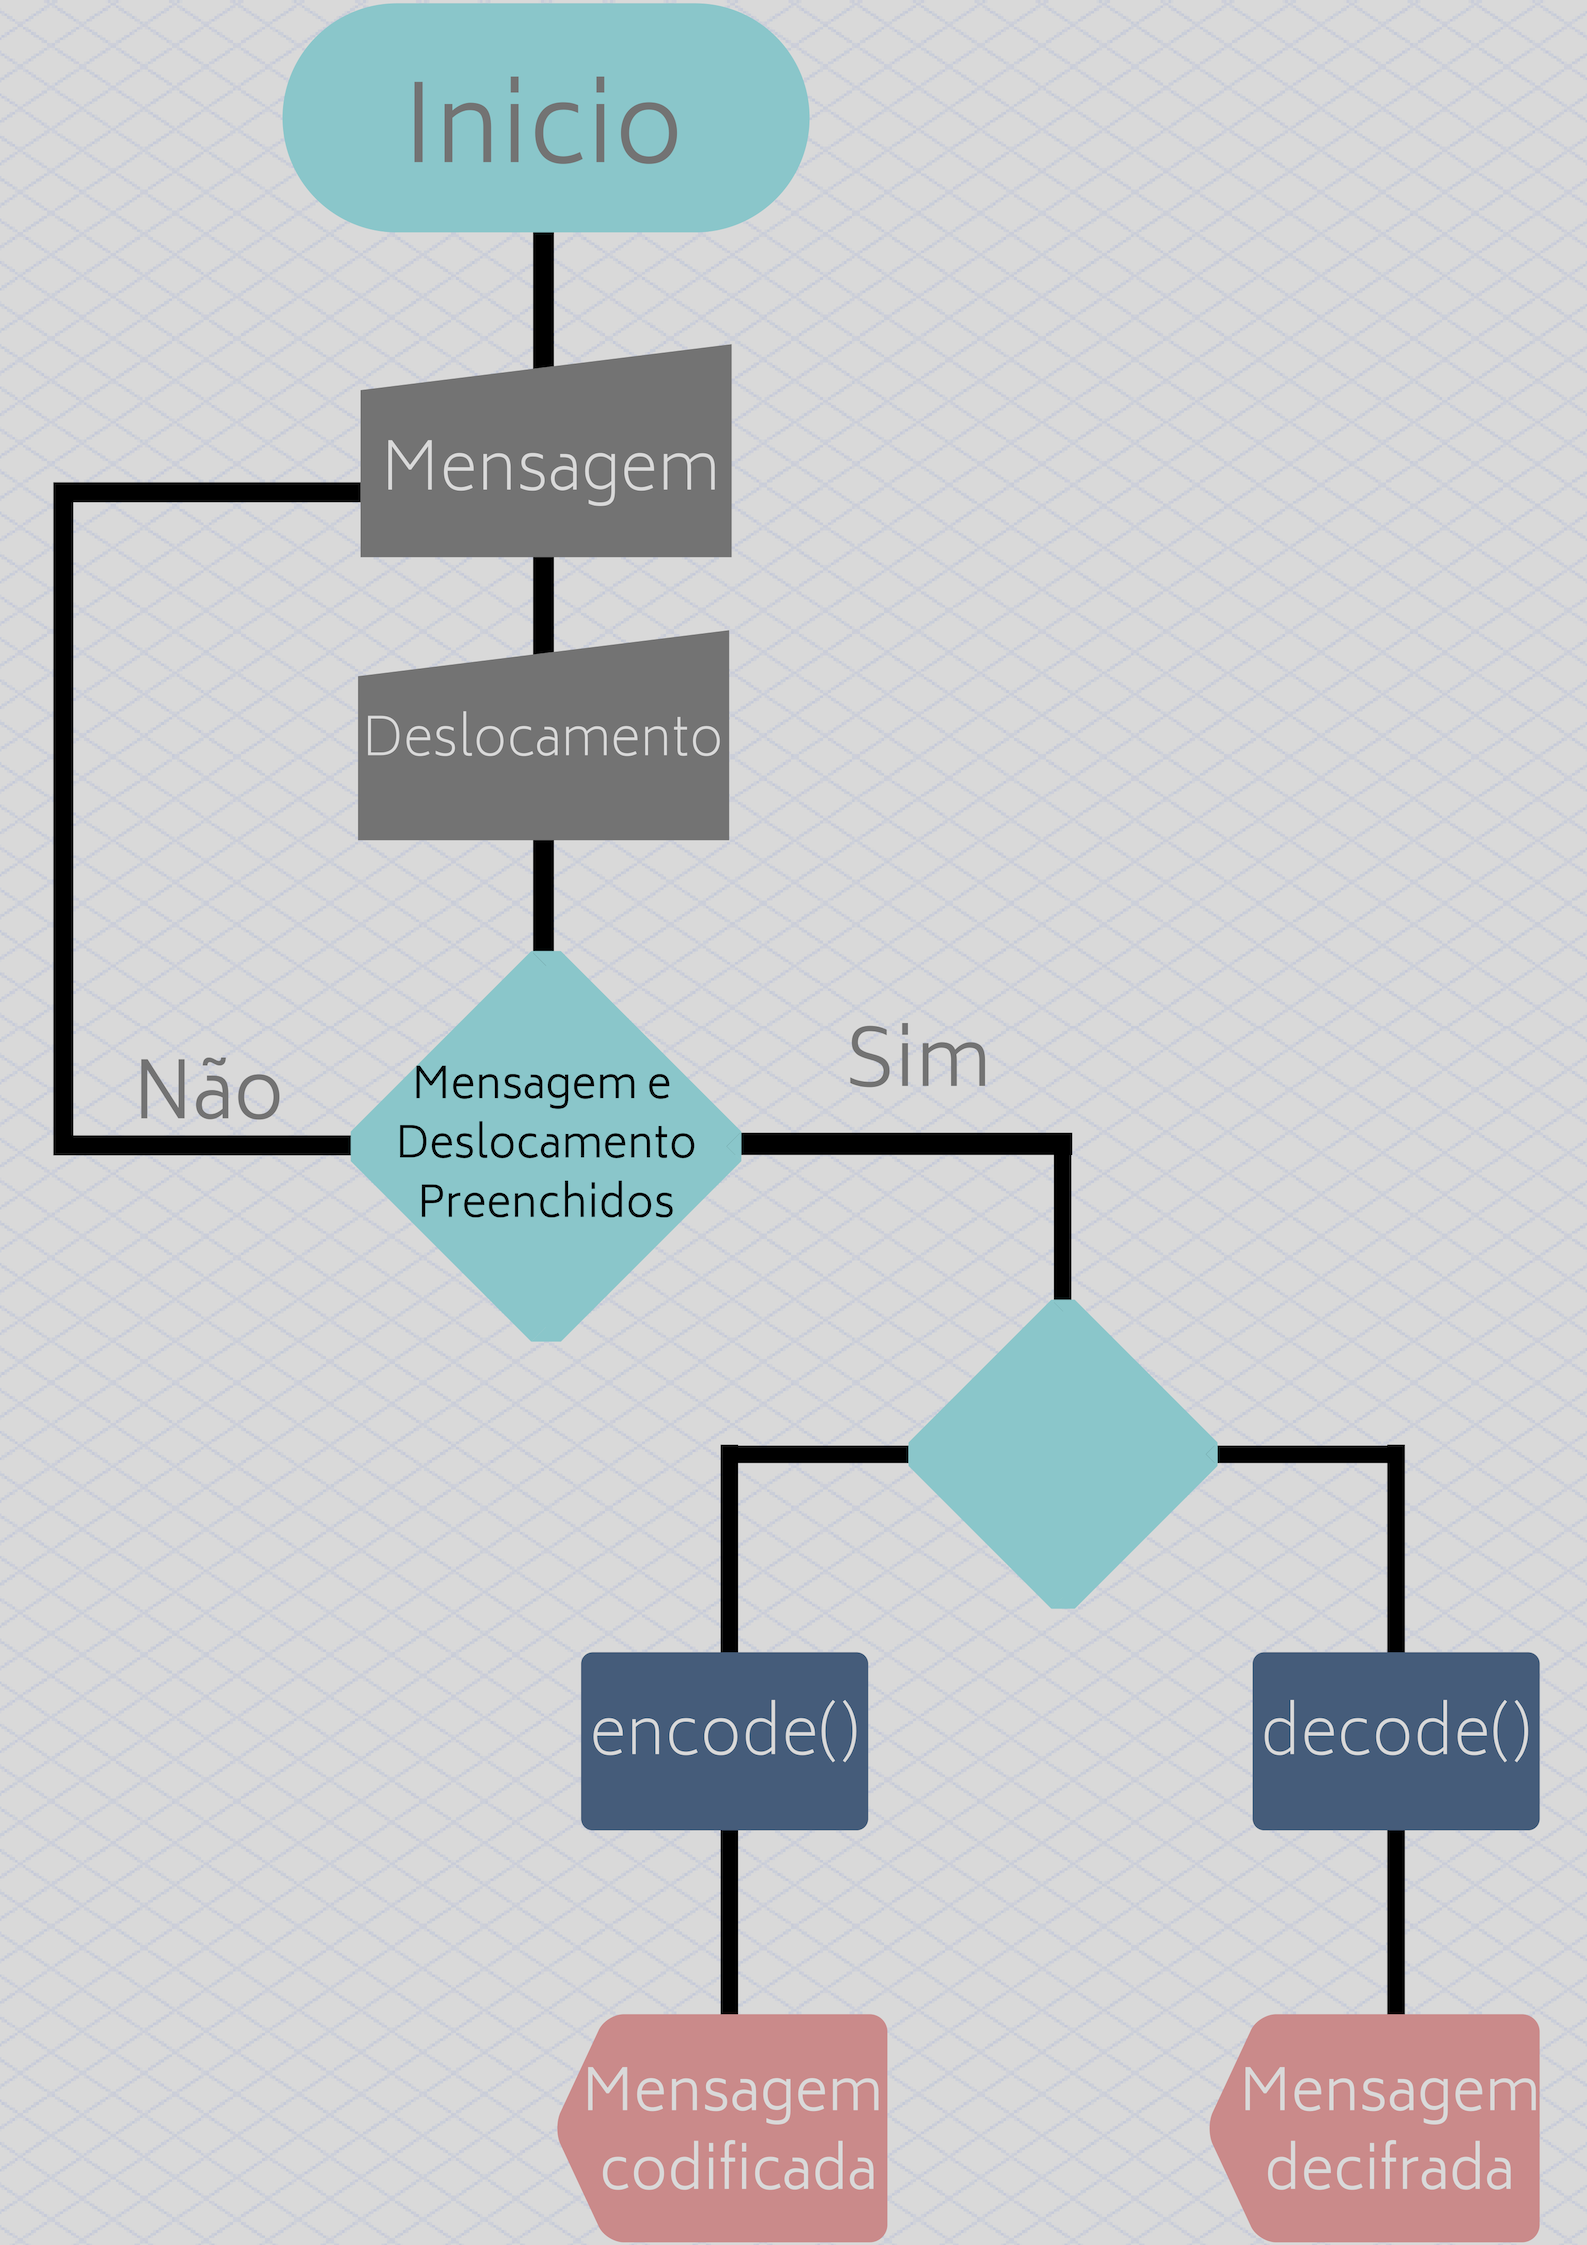 Inicio
Mensagem
Deslocamento
Não
Mensagem e
Deslocamento
Preenchidos
Sim
encode()
decode()
Mensagem
codificada
Mensagem
decifrada